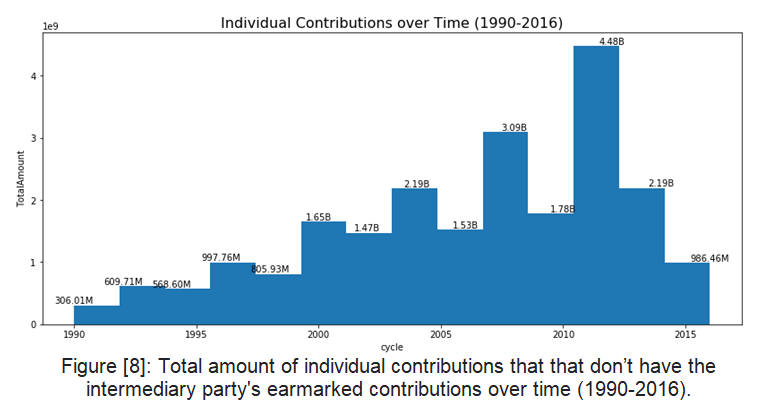 Individual Contributions over Time (1990-2016)
1e9
4.48B
4
3.09B
3
TotalAmount
2.19B
2.19B
2
1.78B
1.65B
1.53B
1.47B
997.76M
986.46M
1
805.93M
609.71M
568.60M
306.01M
0
1990 1995 2000 2005 2010 2015
cycle
Figure [8]: Total amount of individual contributions that that don’t have the
intermediary party's earmarked contributions over time (1990-2016).